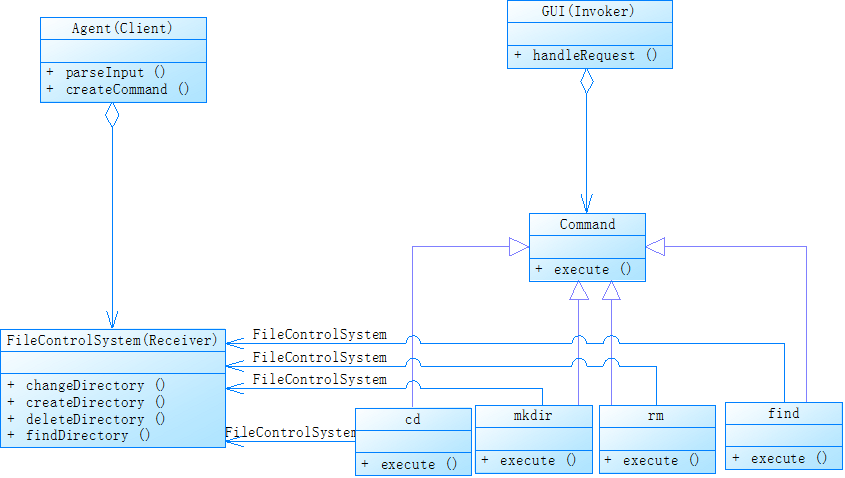 Agent(Client)
+ parseInput ()
+ createCommand ()
GUI(Invoker)
+ handleRequest ()
Command
+ execute ()
FileControlSystem(Receiver)
+ changeDirectory ()
+ createDirectory ()
+ deleteDirectory ()
+ findDirectory ()
FileControlSystem
FileControlSystem
FileControlSystem
FileControlSystem
cd
+ execute ()
mkdir
+ execute ()
rm
+ execute ()
find
+ execute ()